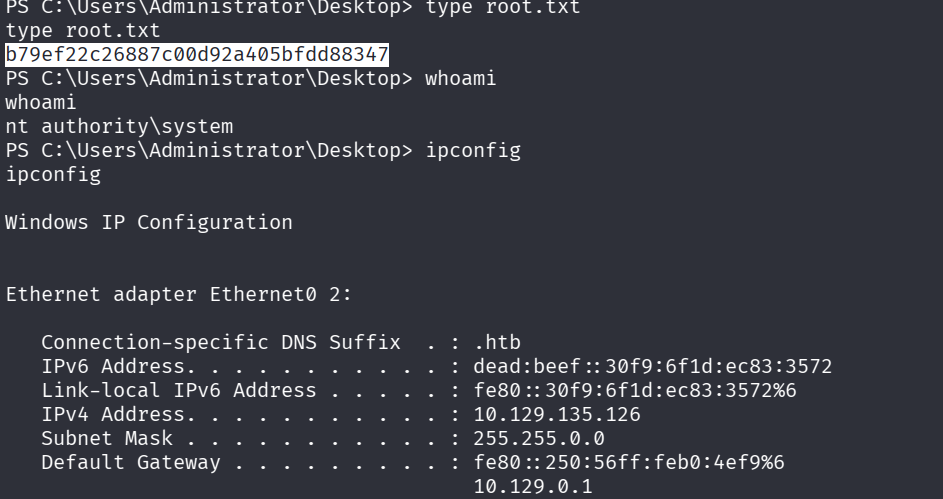 PS C:\Users\Administrator\Desktop> type root.txt
type root.txt
b79ef22c26887c00d92a405bfdd88347
PS C:\Users\Administrator\Desktop> whoami
whoami
nt authority\system
PS C:\Users\Administrator\Desktop> ipconfig
ipconfig
Windows IP Configuration
Ethernet adapter Ethernet0 2:
   Connection-specific DNS Suffix  . : .htb
   IPv6 Address. . . . . . . . . . . : dead:beef::30f9:6f1d:ec83:3572
   Link-local IPv6 Address . . . . . : fe80::30f9:6f1d:ec83:3572%6
   IPv4 Address. . . . . . . . . . . : 10.129.135.126
   Subnet Mask . . . . . . . . . . . : 255.255.0.0
   Default Gateway . . . . . . . . . : fe80::250:56ff:feb0:4ef9%6
                                       10.129.0.1